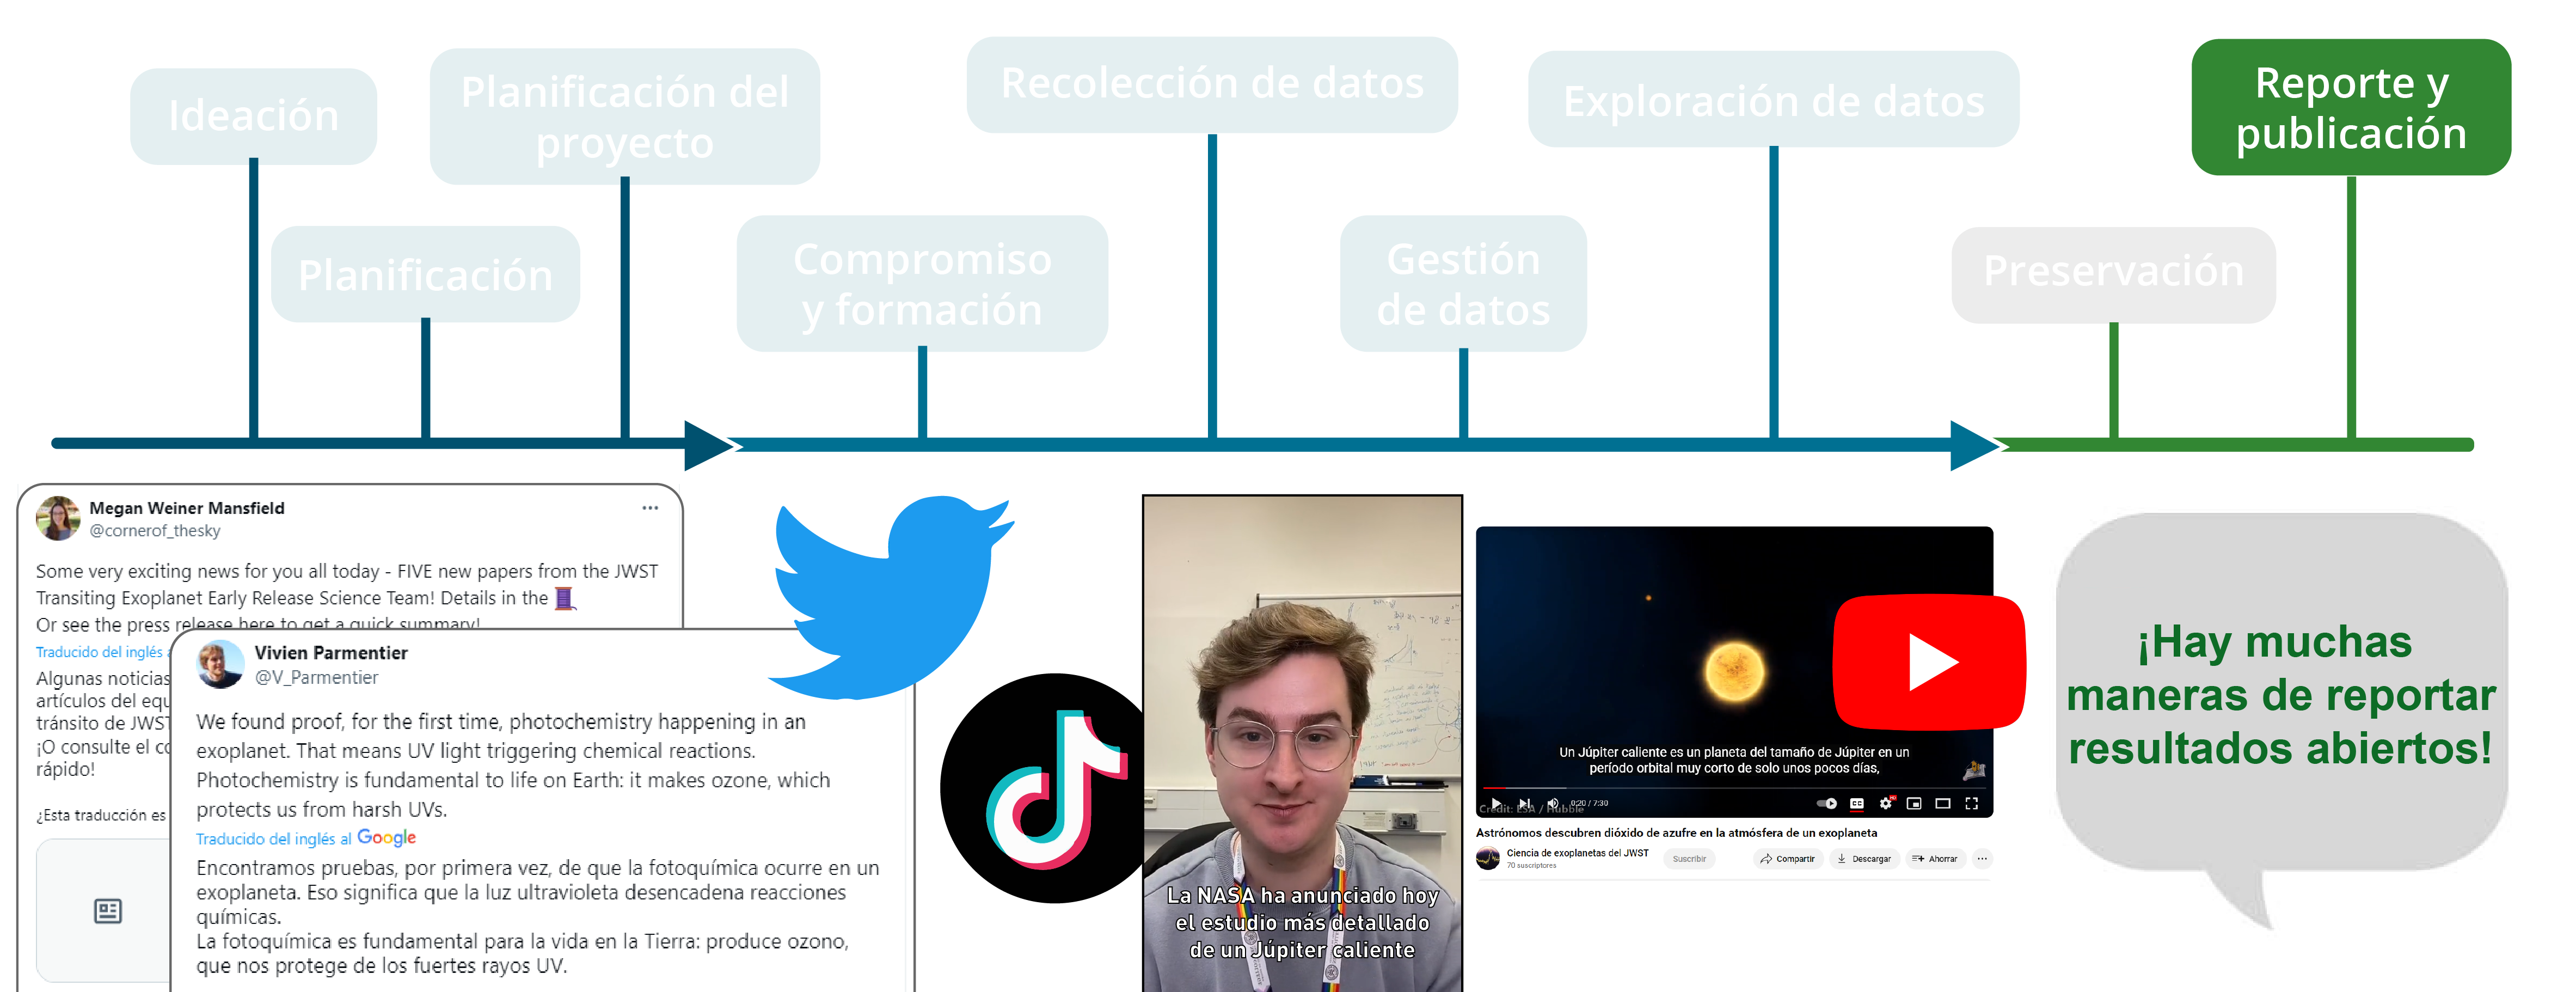 Ideación
Planificación del
proyecto
Recolección de datos
Exploración de datos
Reporte y
publicación
Planificación
Compromiso
y formación
Gestión
de datos
Preservación
Megan Weiner Mansfield
@cornerof_thesky
Some very exciting news for you all today - FIVE new papers from the JWST
Transiting Exoplanet Early Release Science Team! Details in the
Or see the press release here to get a quick summary!
Traducido del inglés
Algunas noticias
artículos del equ
tránsito de JWST
¡O consulte el co
rápido!
¿Esta traducción es
Vivien Parmentier
@V_Parmentier
We found proof, for the first time, photochemistry happening in an
exoplanet. That means UV light triggering chemical reactions.
Photochemistry is fundamental to life on Earth: it makes ozone, which
protects us from harsh UVs.
Traducido del inglés al Google
Encontramos pruebas, por primera vez, de que la fotoquímica ocurre en un
exoplaneta. Eso significa que la luz ultravioleta desencadena reacciones
químicas.
La fotoquímica es fundamental para la vida en la Tierra: produce ozono,
que nos protege de los fuertes rayos UV.
La NASA ha anunciado hoy
el estudio más detallado
de un Júpiter caliente
Un Júpiter caliente es un planeta del tamaño de Júpiter en un
período orbital muy corto de solo unos pocos días,
0:20 / 7:30
Credit: ESA / Hubble
Astrónomos descubren dióxido de azufre en la atmósfera de un exoplaneta
Ciencia de exoplanetas del JWST
70 suscriptores
Suscribir
Compartir
Descargar
Ahorrar
¡Hay muchas
maneras de reportar
resultados abiertos!